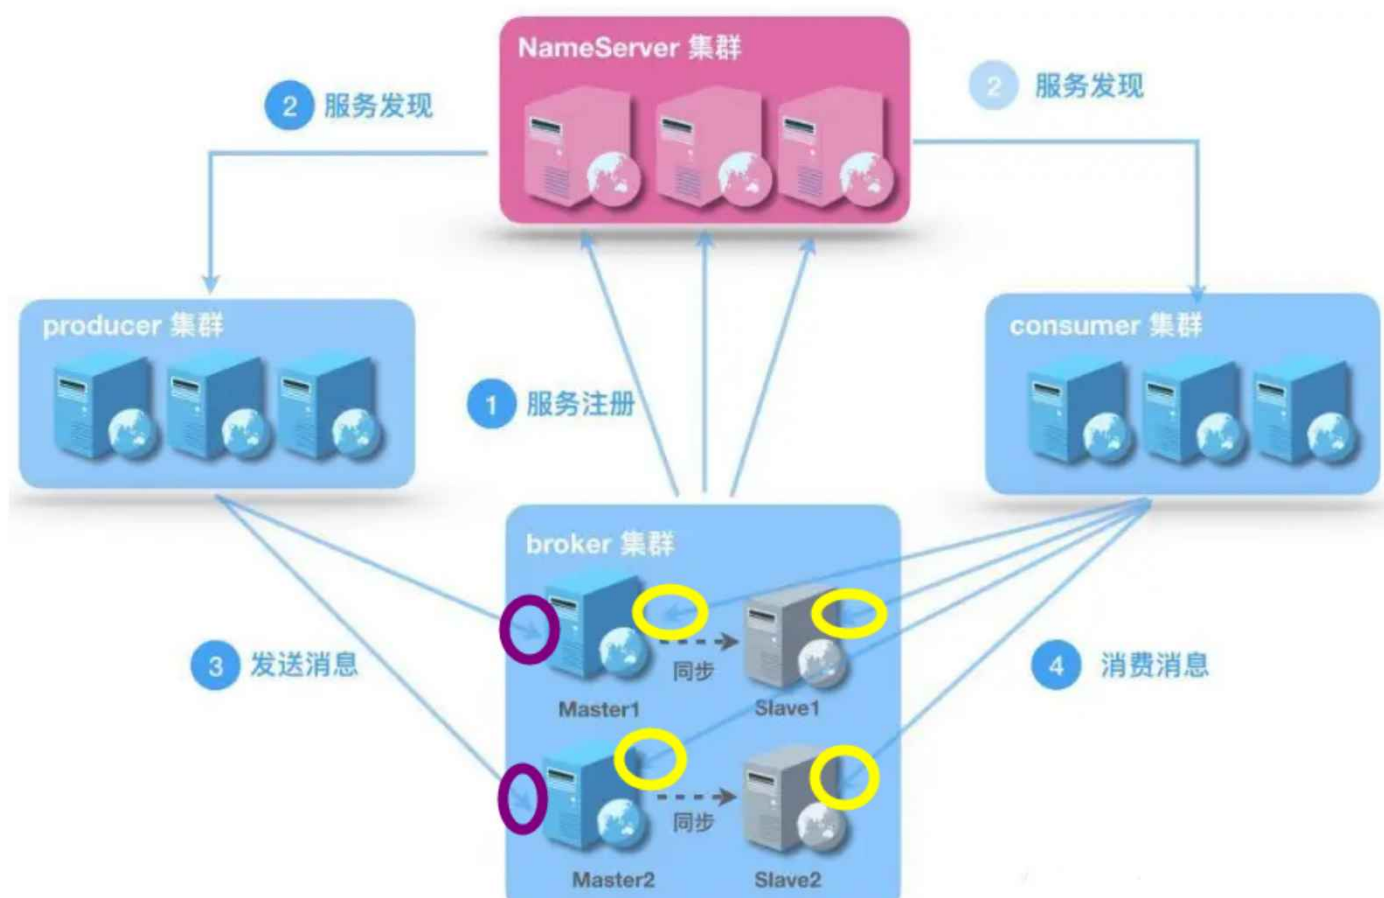 NameServer 集群
2 服务发现
2 服务发现
producer 集群
consumer 集群
1 服务注册
broker 集群
3 发送消息
同步
4 消费消息
Master1
Slave1
同步
Master2
Slave2